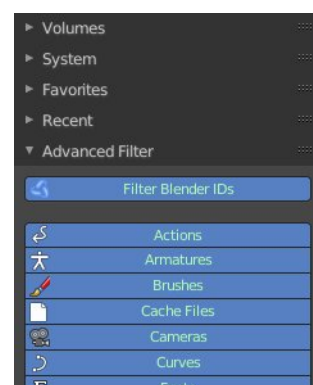 Volumes
System
Favorites
Recent
Advanced Filter
Filter Blender IDs
Actions
Armatures
Brushes
Cache Files
Cameras
Curves